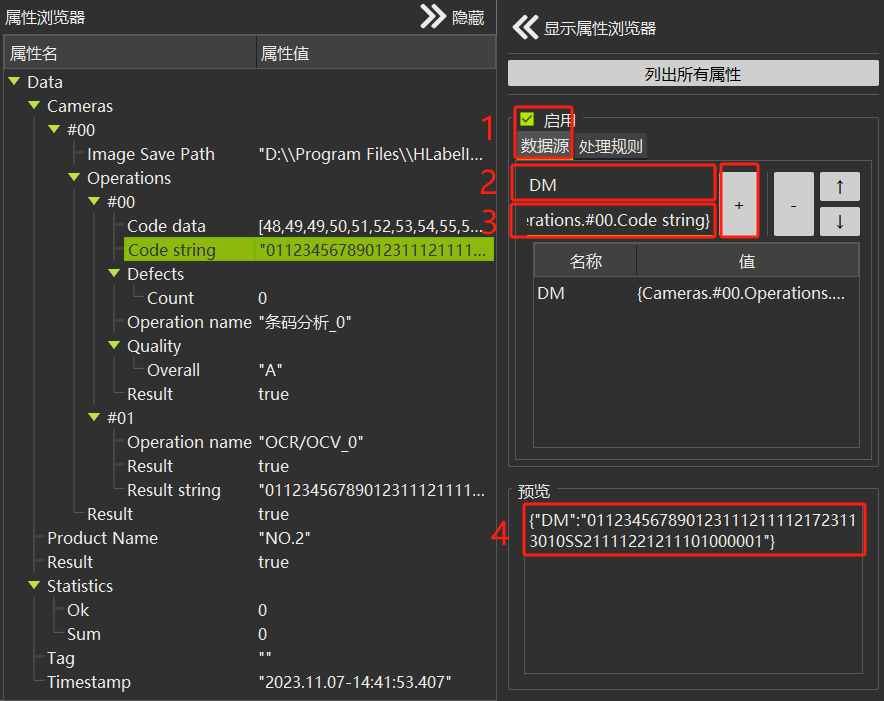 属性浏览器
隐藏
属性名 属性值
Data
Cameras
#00
Image Save Path "D:\\Program Files\\HLabelI...
Operations
#00
Code data [48,49,49,50,51,52,53,54,55,5...
Code string "0112345678901231112111...
Defects
Count 0
Operation name "条码分析_0"
Quality
Overall "A"
Result true
#01
Operation name "OCR/OCV_0"
Result true
Result string "0112345678901231112111...
Result true
Product Name "NO.2"
Result true
Statistics
Ok 0
Sum 0
Tag ""
Timestamp "2023.11.07-14:41:53.407"
显示属性浏览器
列出所有属性
1
启用
数据源 处理规则
2
DM
3
erations.#00.Code string}
+
-
↑
↓
名称 值
DM {Cameras.#00.Operations....
预览
4
{"DM":"01123456789012311121111217231​1
3010SS21111221211101000001"}